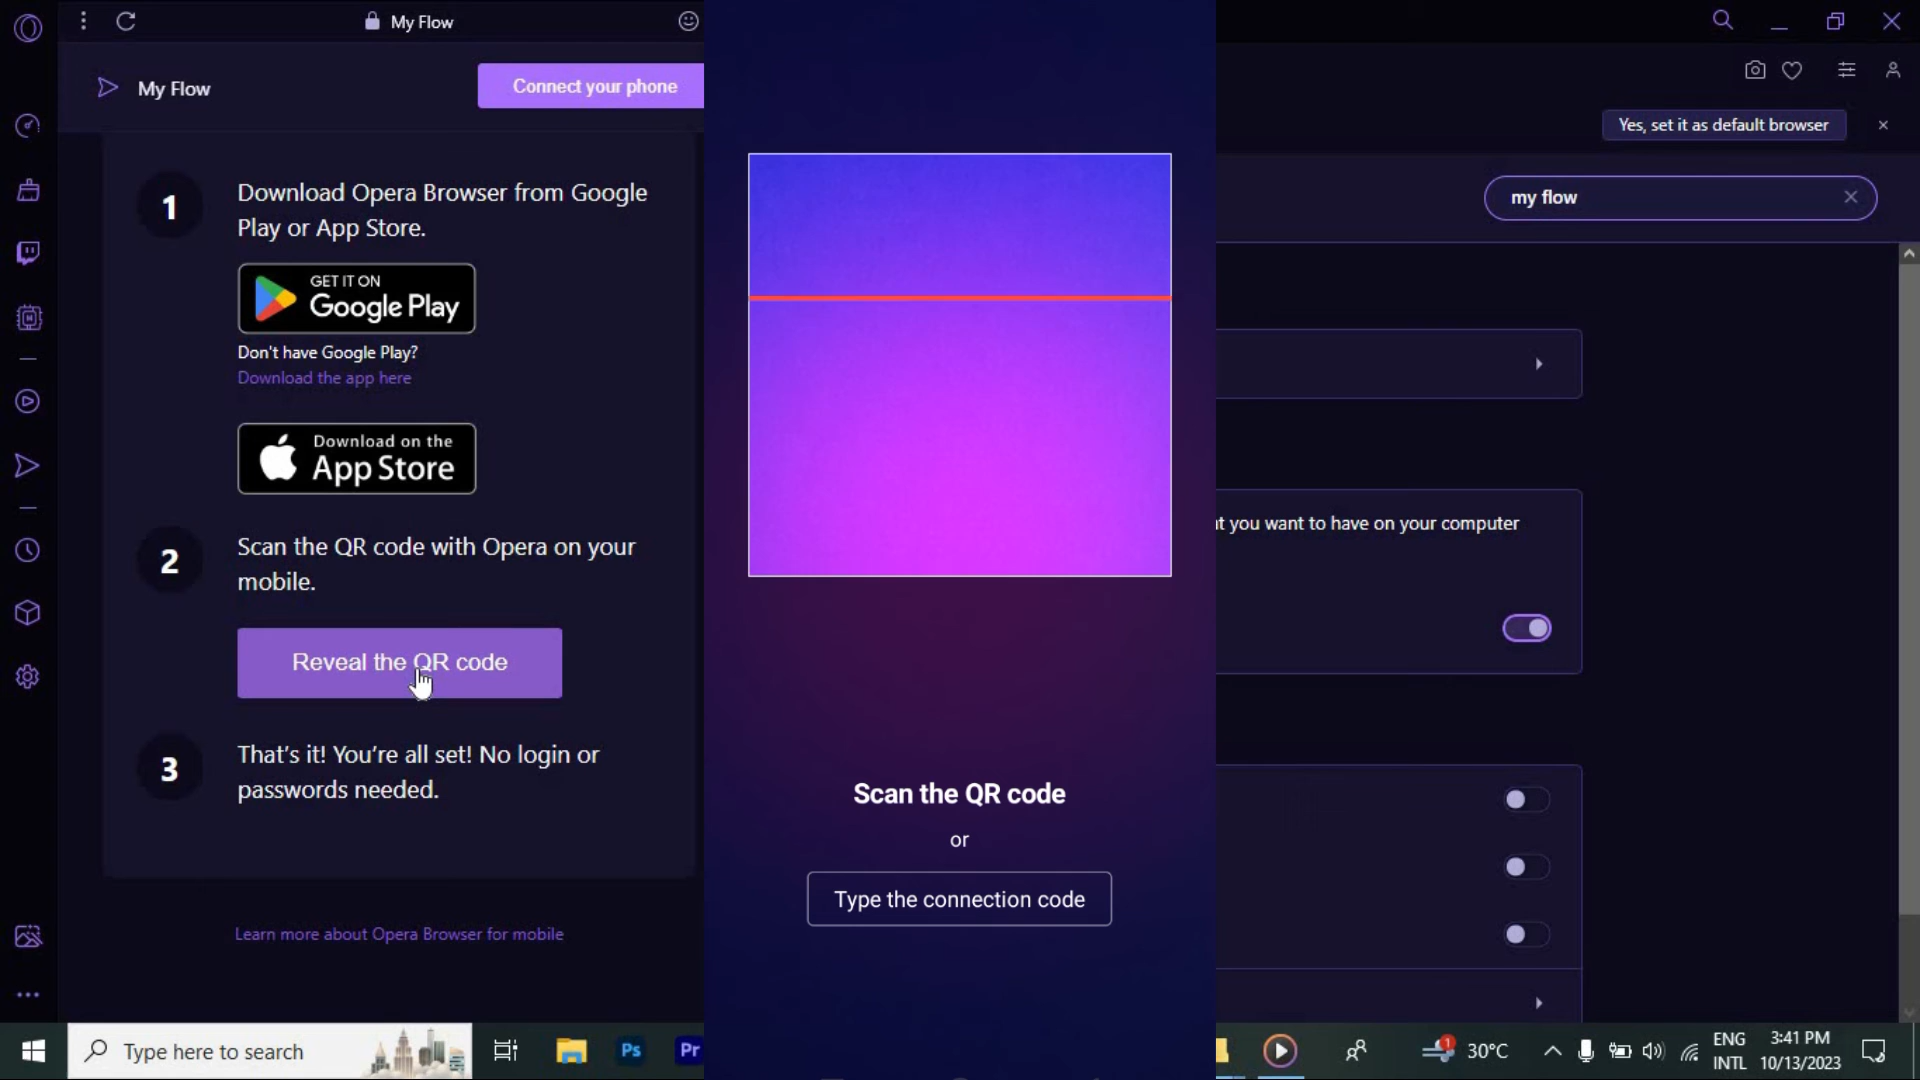 My Flow
My Flow
Connect your phone
1
Download Opera Browser from Google
Play or App Store.
GET IT ON
Google Play
Don't have Google Play?
Download the app here
Download on the
App Store
2
Scan the QR code with Opera on your
mobile.
Reveal the QR code
3
That's it! You're all set! No login or
passwords needed.
Learn more about Opera Browser for mobile
Scan the QR code
or
Type the connection code
Yes, set it as default browser
my flow
t you want to have on your computer
Type here to search
Ps
Pr
1
30°C
ENG
INTL
3:41 PM
10/13/2023